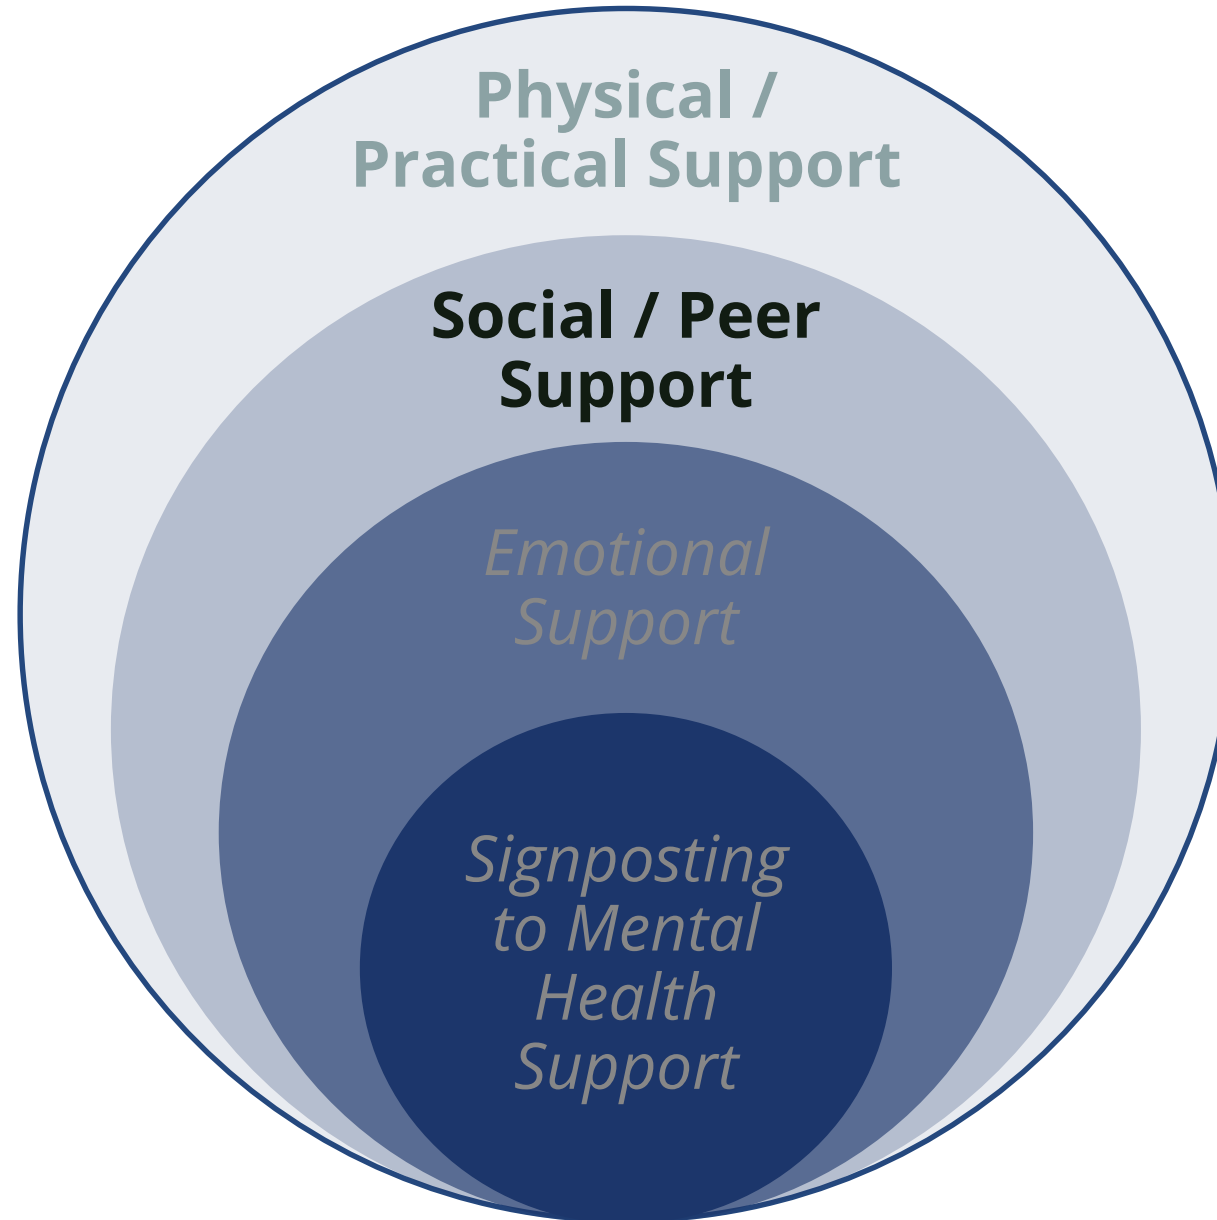 Physical /
Practical Support
Social / Peer
Support
Emotional
Support
Signposting
to Mental
Health
Support